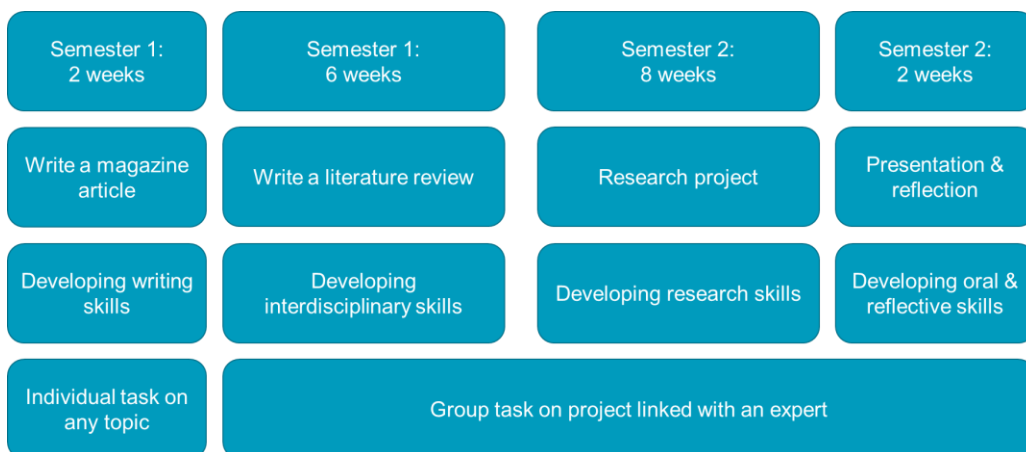 Semester 1:
2 weeks
Semester 1:
6 weeks
Semester 2:
8 weeks
Semester 2:
2 weeks
Write a magazine
article
Write a literature review
Research project
Presentation &
reflection
Developing writing
skills
Developing
interdisciplinary skills
Developing research skills
Developing oral &
reflective skills
Individual task on
any topic
Group task on project linked with an expert